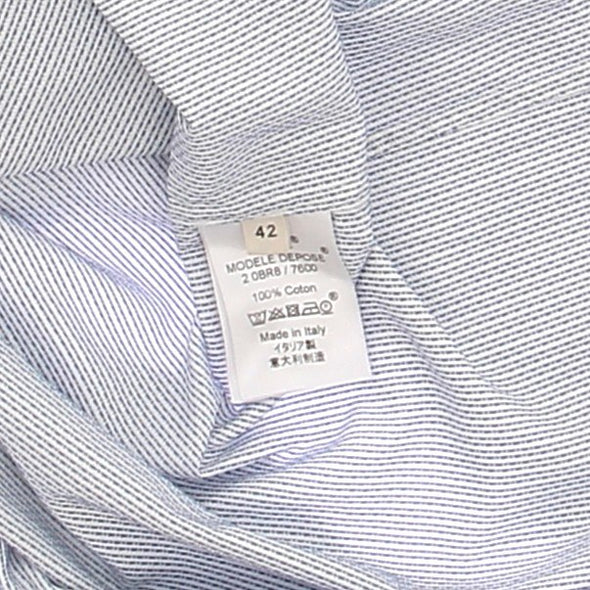 42
®
MODELE DEPOSE®
2 0BR8 / 7600
100% Coton
®
Made in Italy
イタリア製
意大利制造